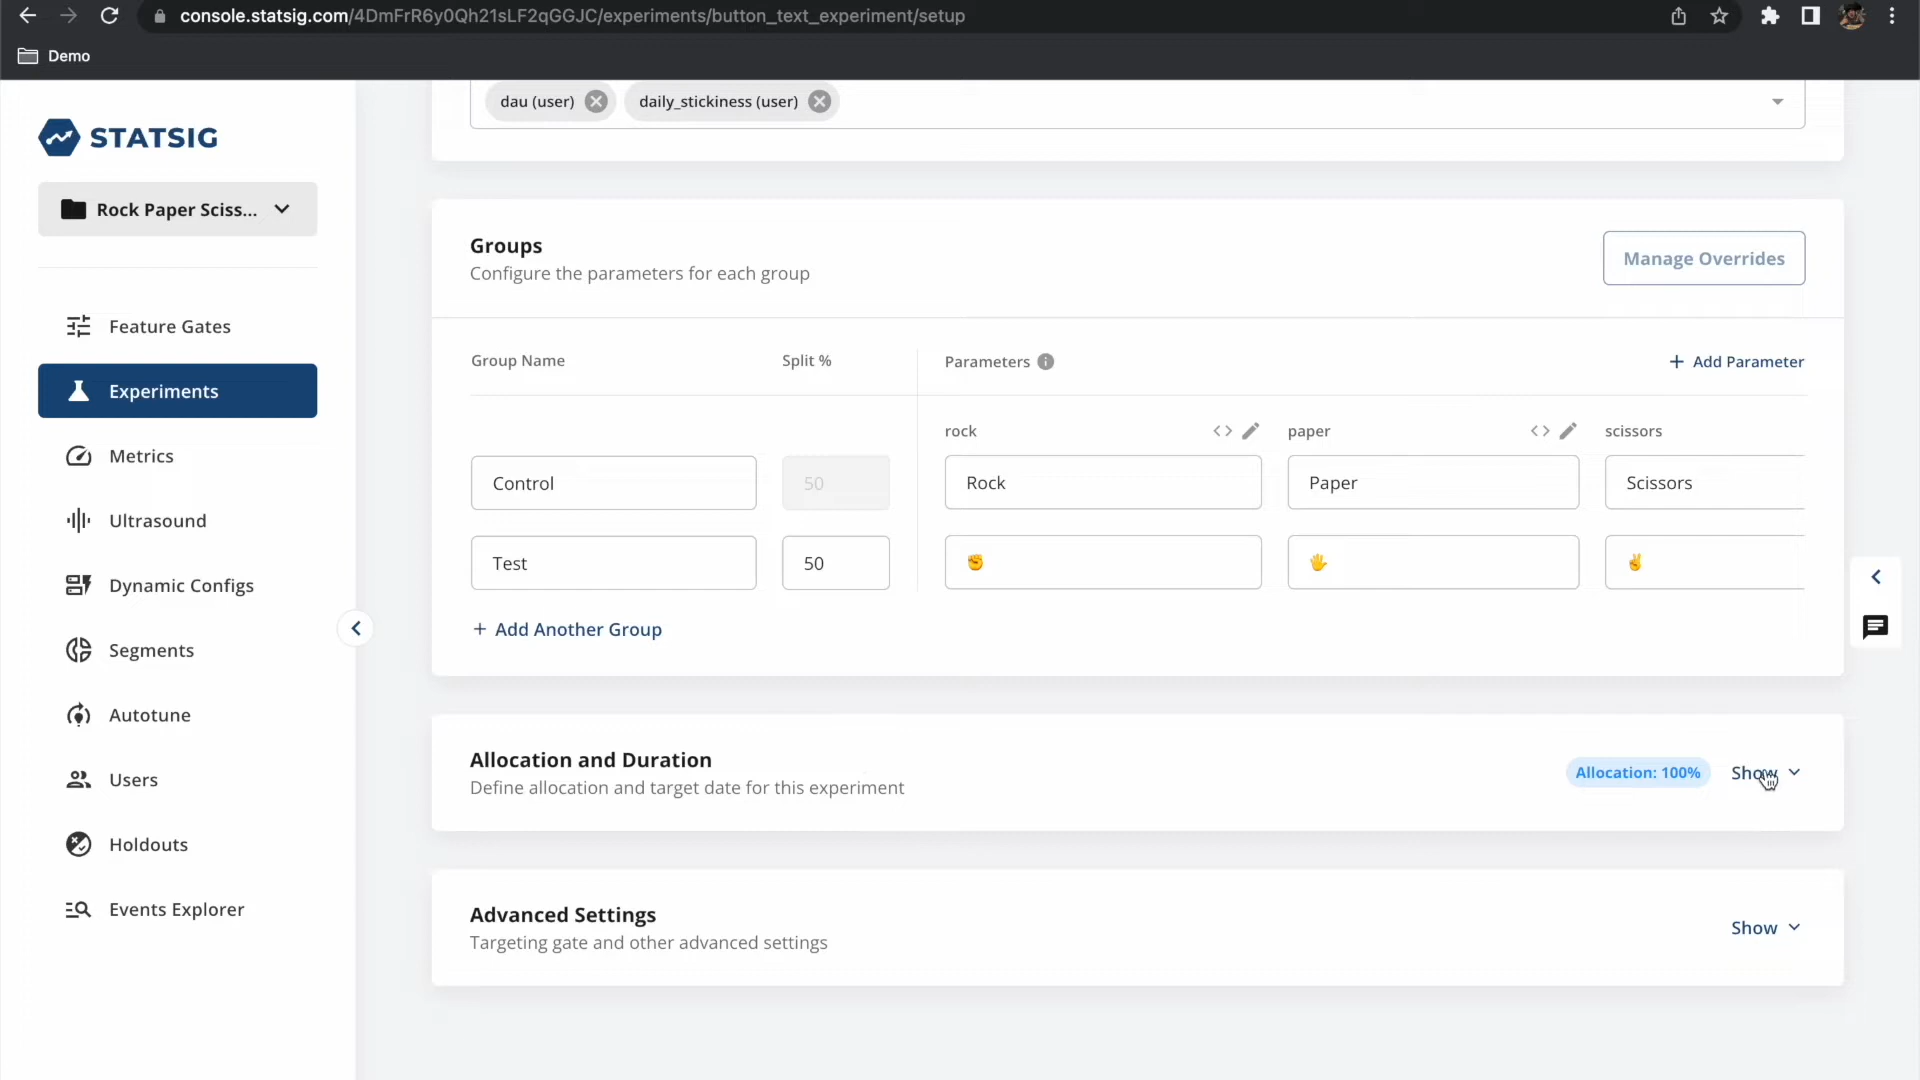 console.statsig.com/4DmFrR6y0Qh21sLF2qGGJC/experiments/button_text_experiment/setup
Demo
STATSIG
Rock Paper Sciss...
Feature Gates
Experiments
Metrics
Ultrasound
Dynamic Configs
Segments
Autotune
Users
Holdouts
Events Explorer
dau (user)
daily_stickiness (user)
Groups
Configure the parameters for each group
Manage Overrides
Group Name
Split %
Parameters
+ Add Parameter
rock
paper
scissors
Control
50
Rock
Paper
Scissors
Test
50
✊
🖐
✌
+ Add Another Group
Allocation and Duration
Define allocation and target date for this experiment
Allocation: 100%
Show
Advanced Settings
Targeting gate and other advanced settings
Show